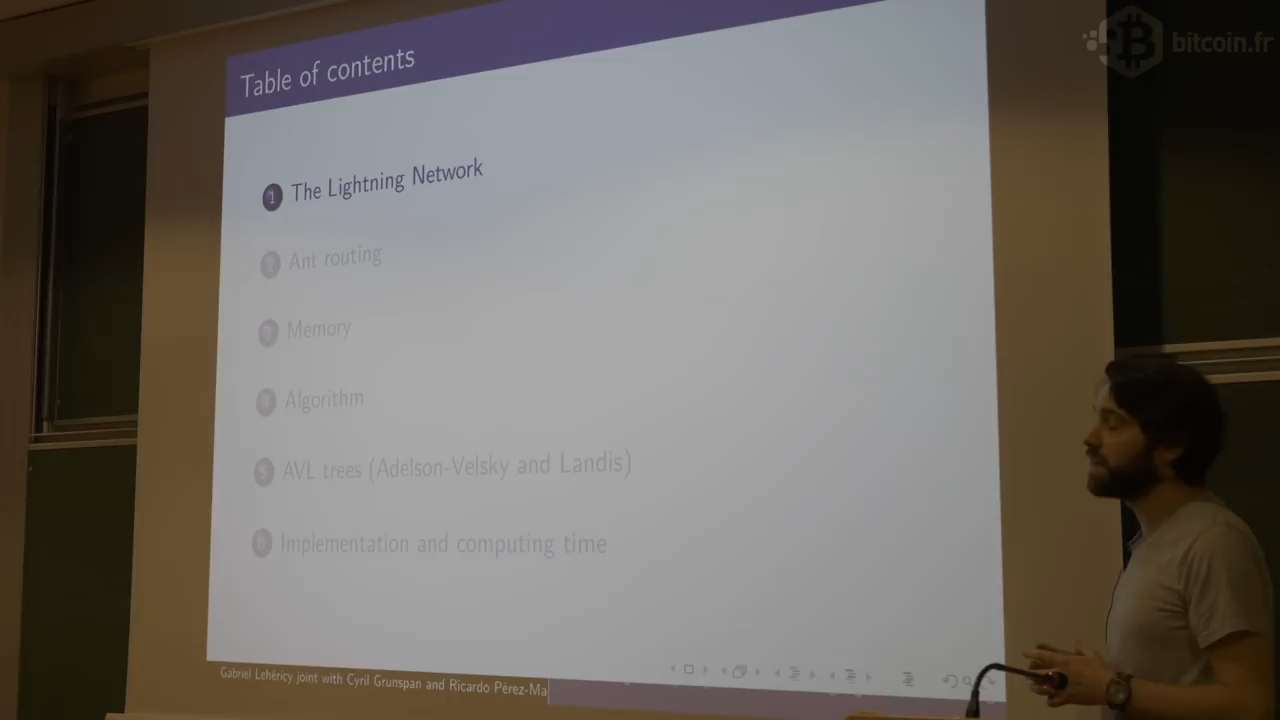 bitcoin.fr
Table of contents
1 The Lightning Network
2 Ant routing
3 Memory
4 Algorithm
5 AVL trees (Adelson-Velsky and Landis)
6 Implementation and computing time
Gabriel Lehéricy joint with Cyril Grunspan and Ricardo Pérez-Ma